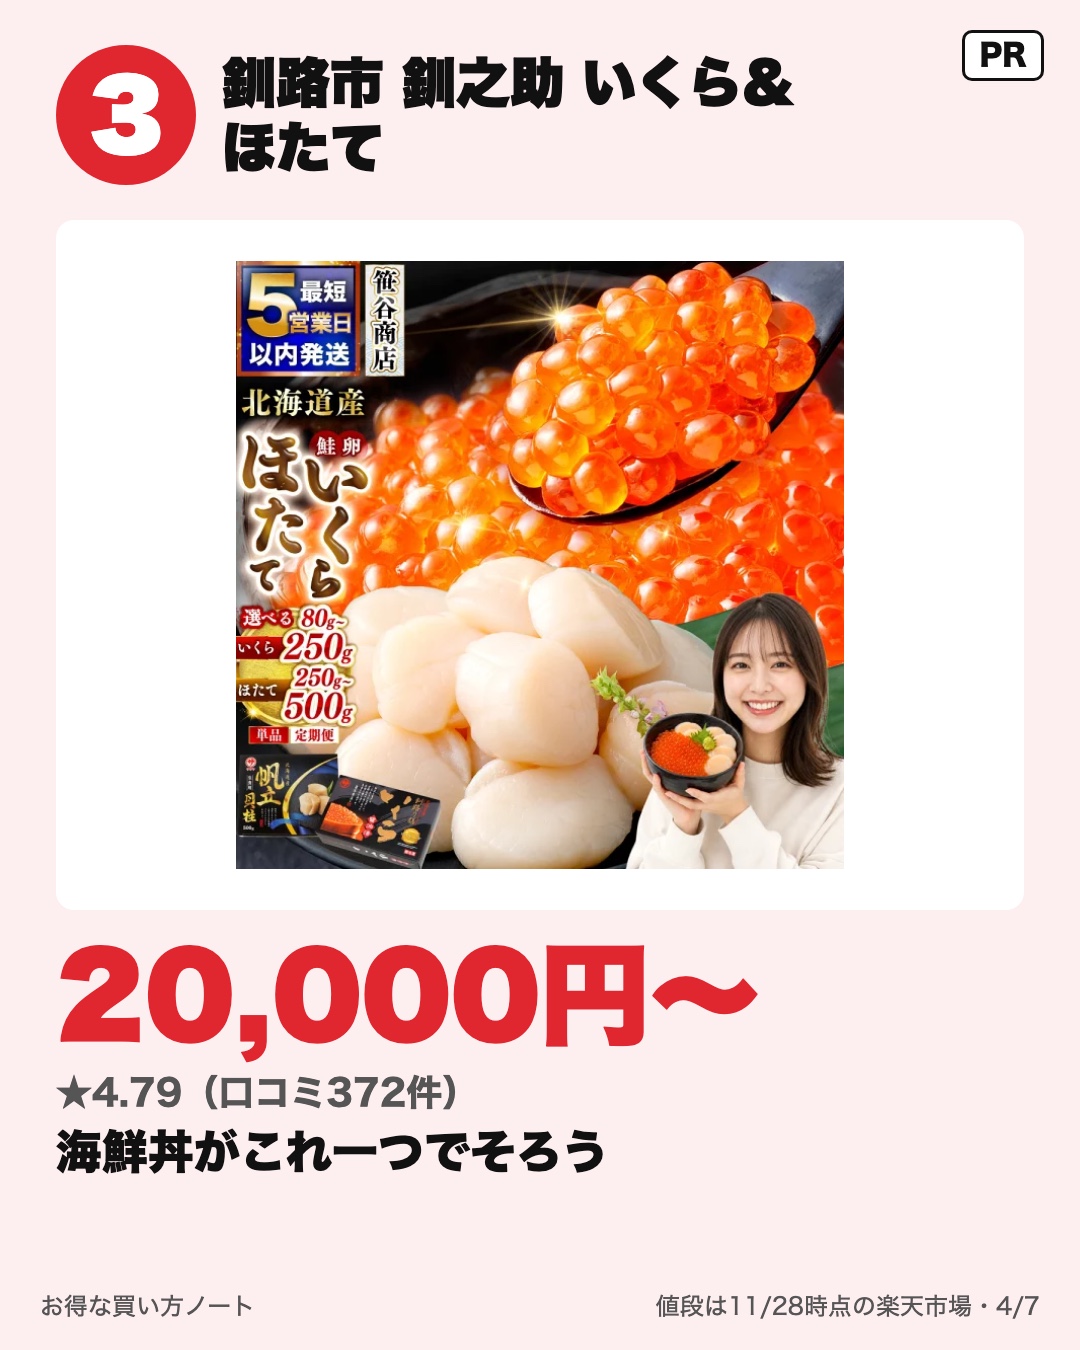 PR
3
釧路市 釧之助 いくら&
ほたて
5
最短
営業日
以内発送
笹谷商店
北海道産
ほたて
鮭卵
いくら
選べる 80g~
いくら 250g
250g~
ほたて 500g
単品 定期便
帆立
貝柱
20,000円〜
★4.79（口コミ372件）
海鮮丼がこれ一つでそろう
お得な買い方ノート
値段は11/28時点の楽天市場・4/7